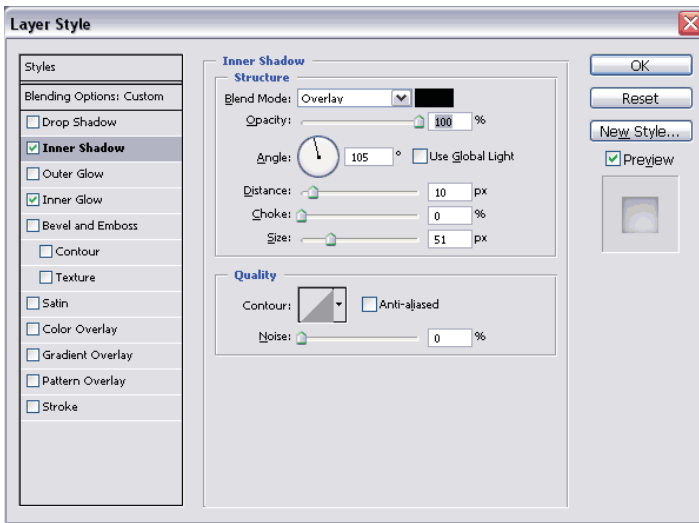 Layer Style
Styles
Blending Options: Custom
Drop Shadow
Inner Shadow
Outer Glow
Inner Glow
Bevel and Emboss
Contour
Texture
Satin
Color Overlay
Gradient Overlay
Pattern Overlay
Stroke
Inner Shadow
Structure
Blend Mode: Overlay
Opacity: 100 %
Angle: 105 ° Use Global Light
Distance: 10 px
Choke: 0 %
Size: 51 px
Quality
Contour: Anti-aliased
Noise: 0 %
OK
Reset
New Style...
Preview